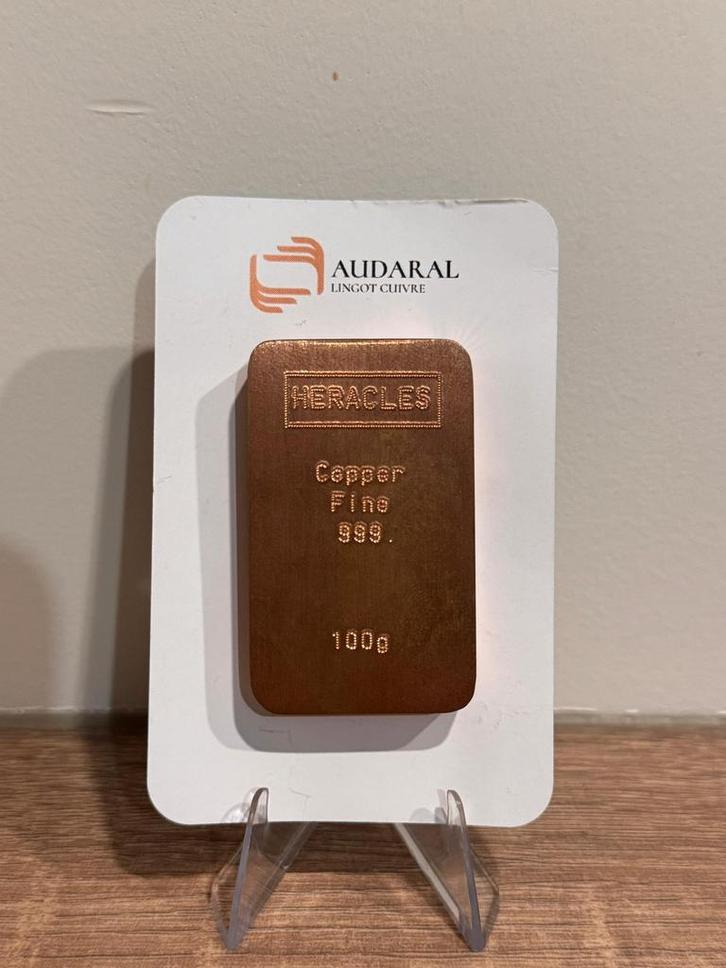 AUDARAL
LINGOT CUIVRE
HERACLES
Copper
Fine
999.
100g